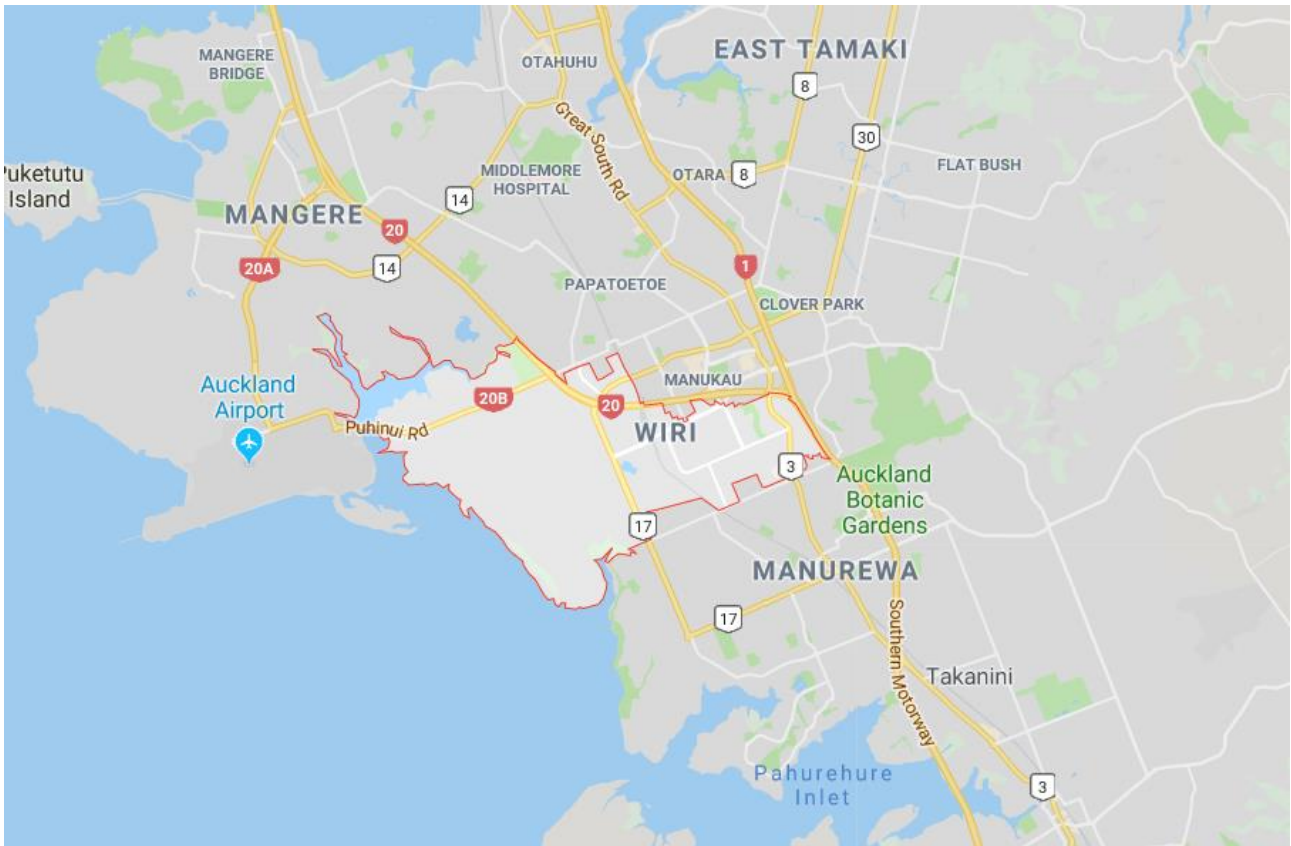 MANGERE
BRIDGE
OTAHUHU
EAST TAMAKI
8
30
Great South Rd
Puketutu
Island
MIDDLEMORE
HOSPITAL
OTARA
8
FLAT BUSH
14
MANGERE
20
20A
14
1
PAPATOETOE
CLOVER PARK
Auckland
Airport
MANUKAU
20B
20
Puhinui Rd
WIRI
3
Auckland
Botanic
Gardens
17
MANUREWA
17
Southern Motorway
Takanini
Pahurehure
Inlet
3